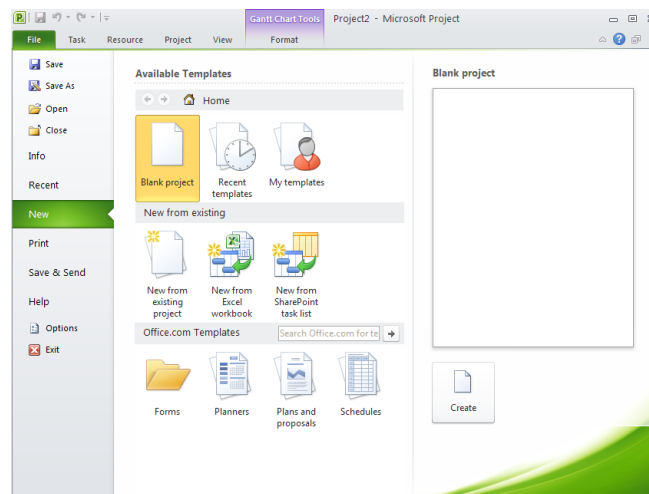 Gantt Chart Tools
Project2 - Microsoft Project
File Task Resource Project View Format
Save
Save As
Open
Close
Info
Recent
New
Print
Save & Send
Help
Options
Exit
Available Templates
Home
Blank project
Recent templates
My templates
New from existing
New from existing project
New from Excel workbook
New from SharePoint task list
Office.com Templates
Search Office.com for te
Forms
Planners
Plans and proposals
Schedules
Blank project
Create